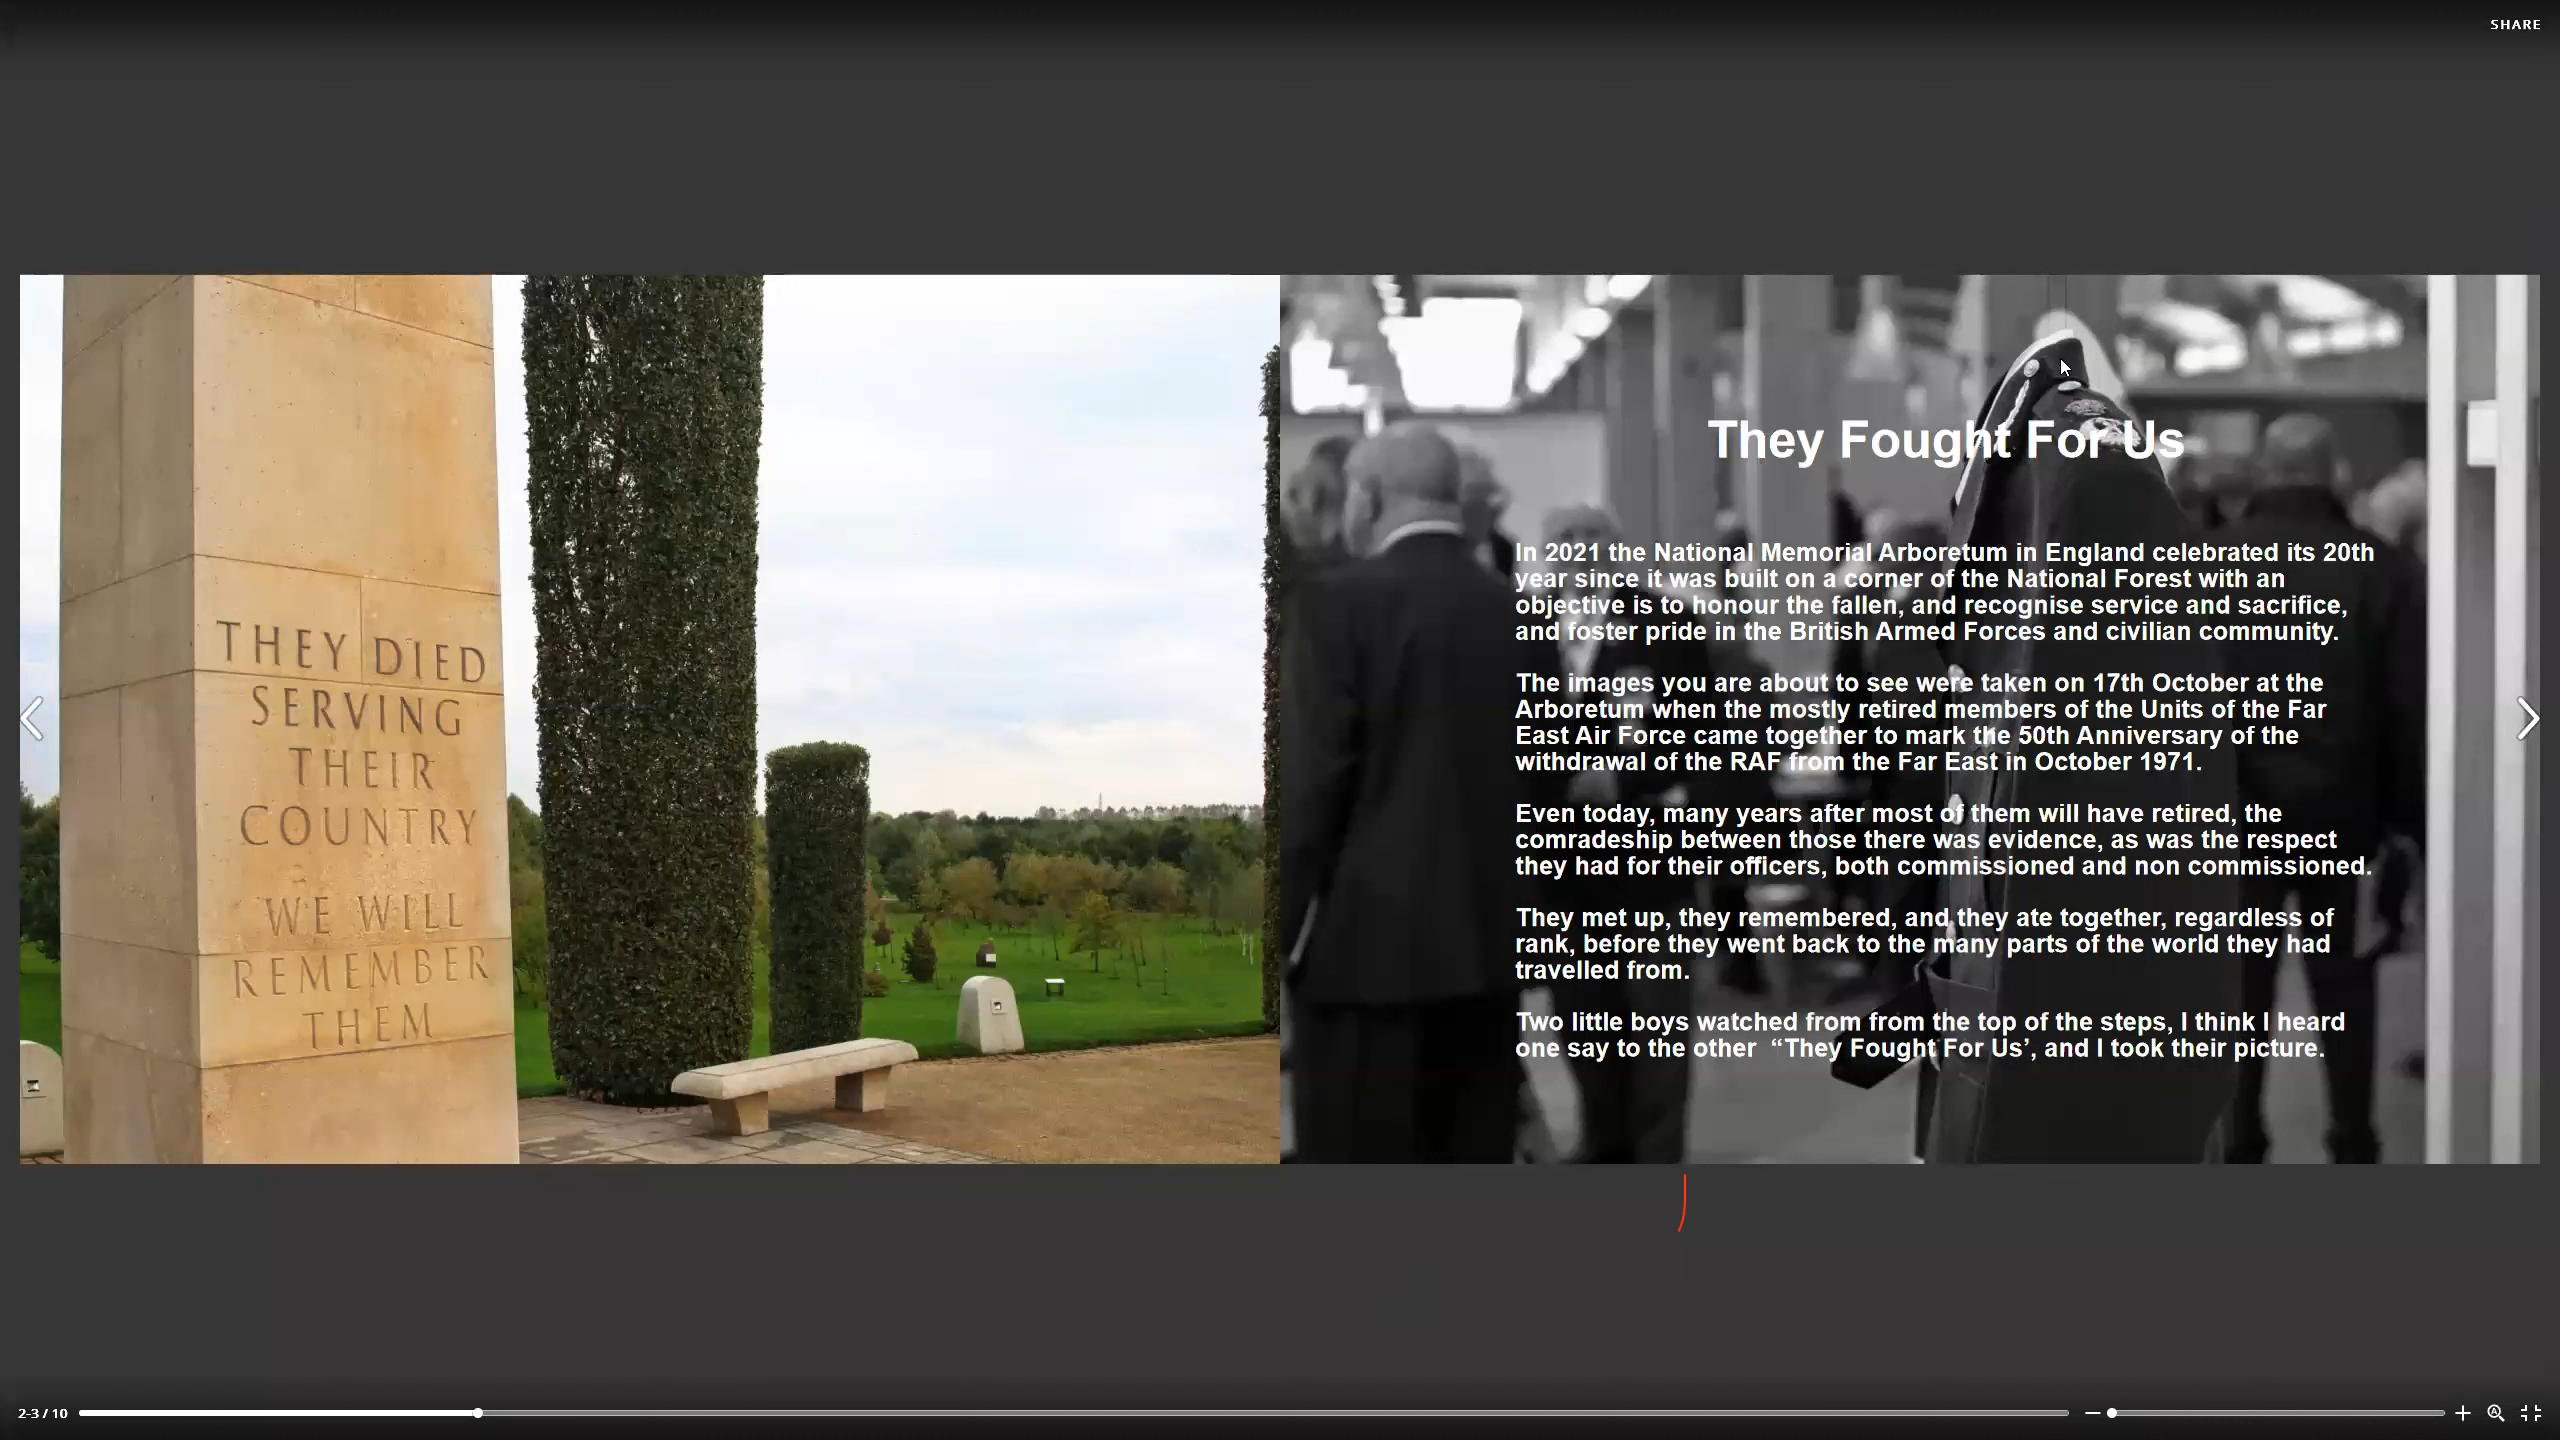 SHARE
THEY DIED
SERVING
THEIR
COUNTRY
WE WILL
REMEMBER
THEM
They Fought For Us
In 2021 the National Memorial Arboretum in England celebrated its 20th
year since it was built on a corner of the National Forest with an
objective is to honour the fallen, and recognise service and sacrifice,
and foster pride in the British Armed Forces and civilian community.
The images you are about to see were taken on 17th October at the
Arboretum when the mostly retired members of the Units of the Far
East Air Force came together to mark the 50th Anniversary of the
withdrawal of the RAF from the Far East in October 1971.
Even today, many years after most of them will have retired, the
comradeship between those there was evidence, as was the respect
they had for their officers, both commissioned and non commissioned.
They met up, they remembered, and they ate together, regardless of
rank, before they went back to the many parts of the world they had
travelled from.
Two little boys watched from from the top of the steps, I think I heard
one say to the other  “They Fought For Us’, and I took their picture.
2-3 / 10